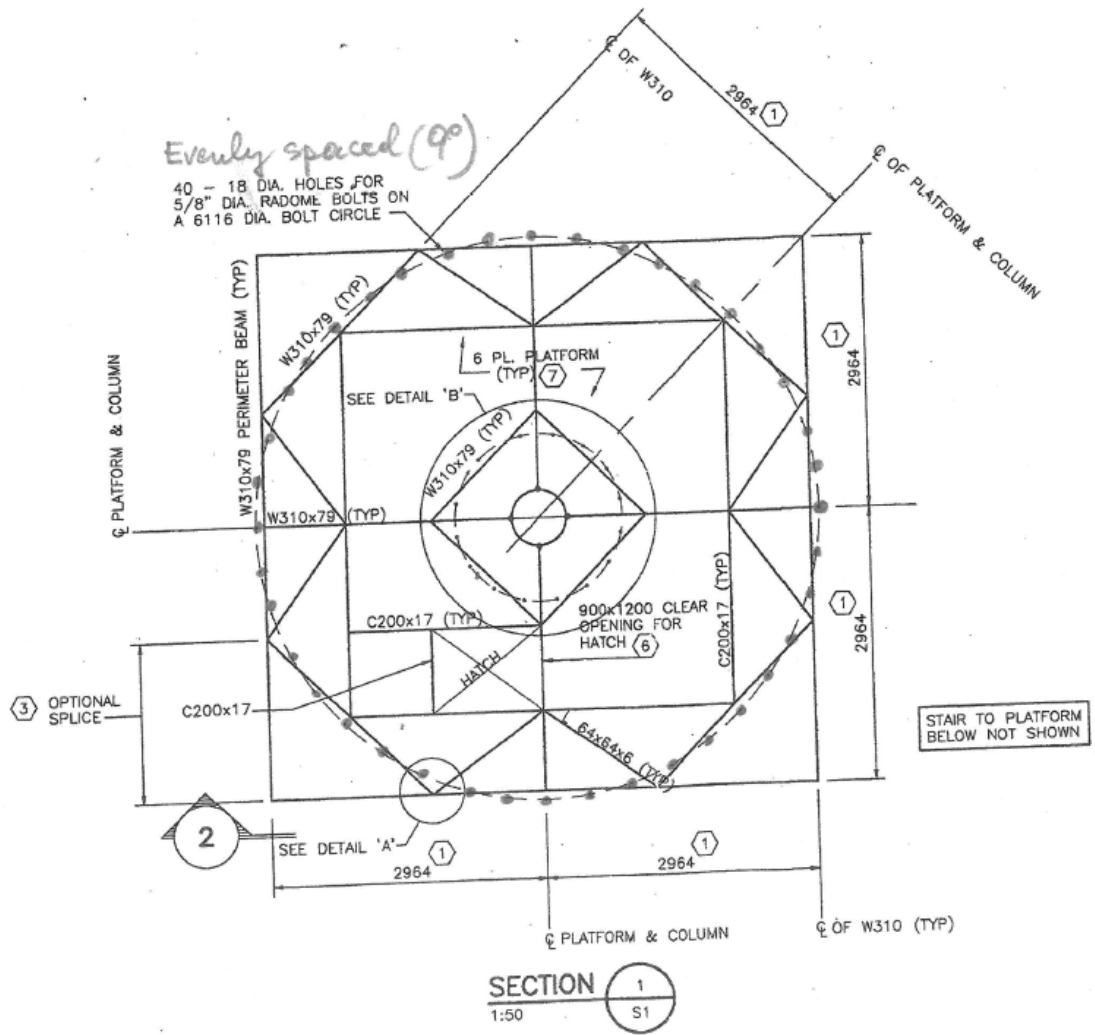 ℄ OF W310
2964 1
℄ OF PLATFORM & COLUMN
Evenly spaced (9°)
40 - 18 DIA. HOLES FOR
5/8" DIA. RADOME BOLTS ON
A 6116 DIA. BOLT CIRCLE
W310x79 (TYP)
W310x79 PERIMETER BEAM (TYP)
℄ PLATFORM & COLUMN
6 PL. PLATFORM
(TYP) 7
SEE DETAIL 'B'
W310x79 (TYP)
W310x79 (TYP)
1
2964
C200x17 (TYP)
C200x17 (TYP)
900x1200 CLEAR
OPENING FOR
HATCH 6
HATCH
1
2964
3 OPTIONAL
SPLICE
C200x17
64x64x6 (TYP)
STAIR TO PLATFORM
BELOW NOT SHOWN
2
SEE DETAIL 'A'
2964 1
2964 1
℄ PLATFORM & COLUMN
℄ OF W310 (TYP)
SECTION 1
1:50 S1